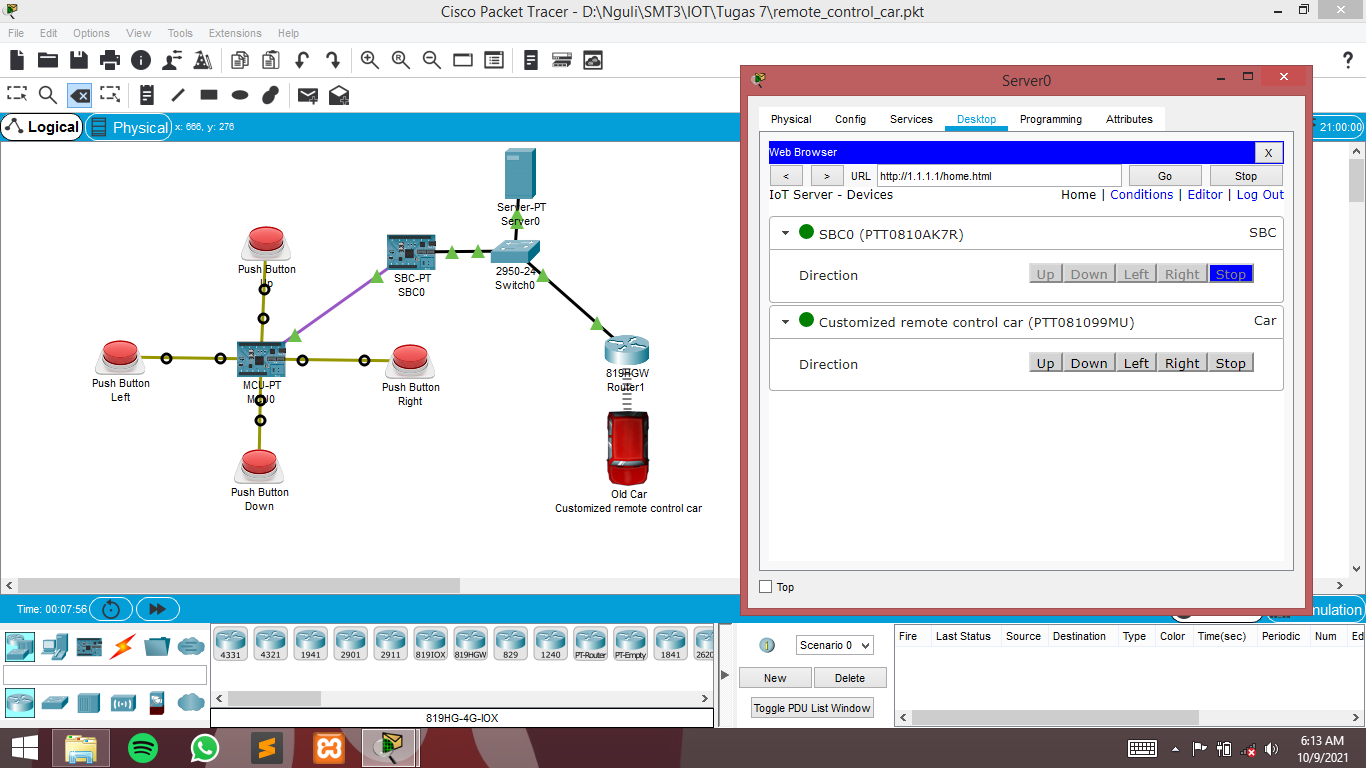 Cisco Packet Tracer - D:\Nguli\SMT3\IOT\Tugas 7\remote_control_car.pkt
File Edit Options View Tools Extensions Help
Logical Physical x: 666, y: 276
21:00:00
Server-PT
Server0
Push Button
Up
SBC-PT
SBC0
2950-24
Switch0
Push Button
Left
MCU-PT
MCU0
Push Button
Right
819HGW
Router1
Push Button
Down
Old Car
Customized remote control car
Server0
Physical Config Services Desktop Programming Attributes
Web Browser X
< > URL http://1.1.1.1/home.html Go Stop
IoT Server - Devices Home | Conditions | Editor | Log Out
SBC0 (PTT0810AK7R) SBC
Direction Up Down Left Right Stop
Customized remote control car (PTT081099MU) Car
Direction Up Down Left Right Stop
Top
Time: 00:07:56
4331 4321 1941 2901 2911 819IOX 819HGW 829 1240 PT-Router PT-Empty 1841 2620
819HG-4G-IOX
Scenario 0
New Delete
Toggle PDU List Window
Fire Last Status Source Destination Type Color Time(sec) Periodic Num Ed
6:13 AM
10/9/2021